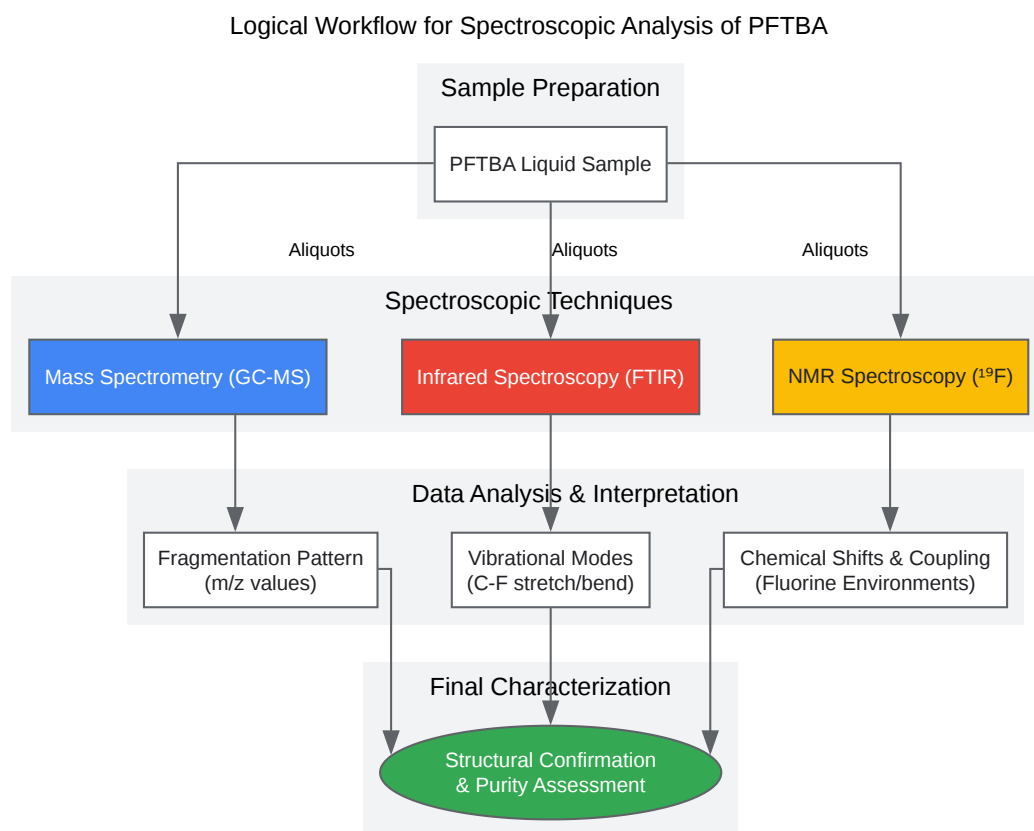 Logical Workflow for Spectroscopic Analysis of PFTBA
Sample Preparation
PFTBA Liquid Sample
Aliquots
Aliquots
Aliquots
Spectroscopic Techniques
Mass Spectrometry (GC-MS)
Infrared Spectroscopy (FTIR)
NMR Spectroscopy (¹⁹F)
Data Analysis & Interpretation
Fragmentation Pattern
(m/z values)
Vibrational Modes
(C-F stretch/bend)
Chemical Shifts & Coupling
(Fluorine Environments)
Final Characterization
Structural Confirmation
& Purity Assessment